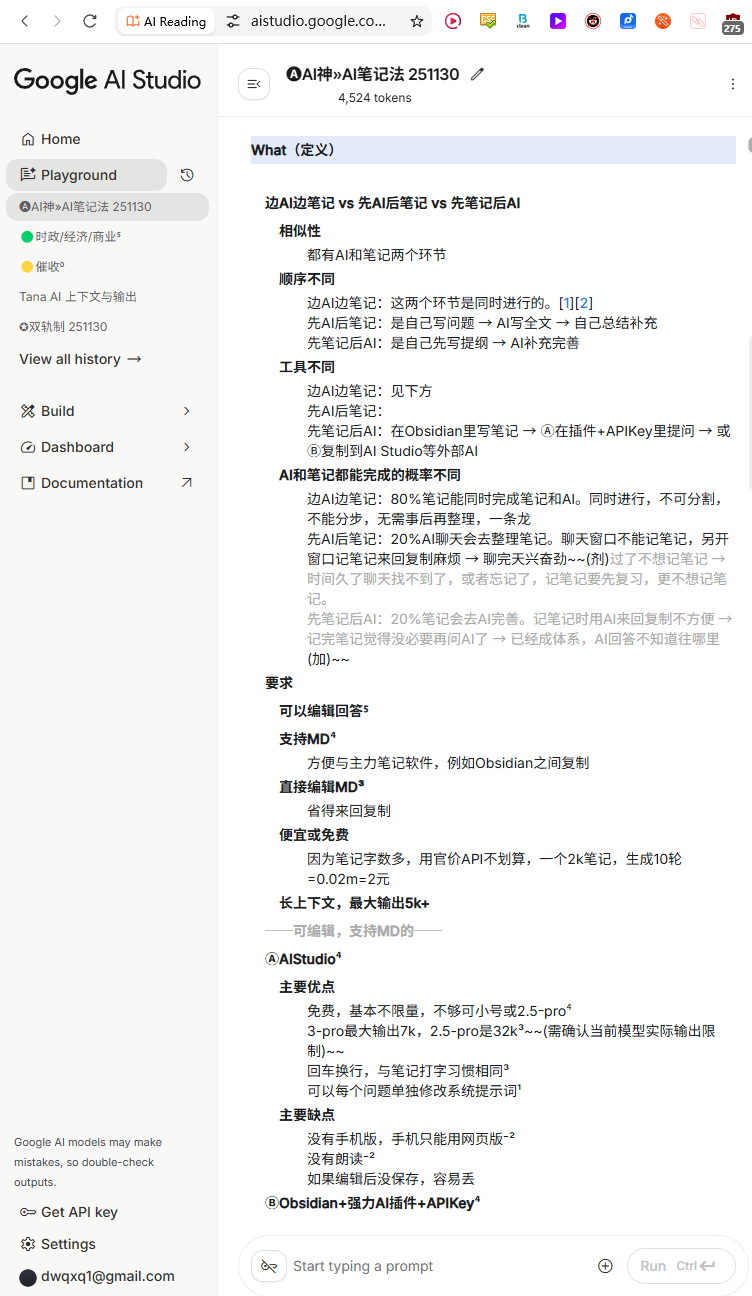 AI Reading
aistudio.google.co...
CSP
clean
275
Google AI Studio
🅐AI神»AI笔记法 251130
4,524 tokens
Home
Playground
🅐AI神»AI笔记法 251130
时政/经济/商业⁵
催收⁰
Tana AI 上下文与输出
✪双轨制 251130
View all history →
Build
Dashboard
Documentation
What（定义）
边AI边笔记 vs 先AI后笔记 vs 先笔记后AI
相似性
都有AI和笔记两个环节
顺序不同
边AI边笔记：这两个环节是同时进行的。[1][2]
先AI后笔记：是自己写问题 → AI写全文 → 自己总结补充
先笔记后AI：是自己先写提纲 → AI补充完善
工具不同
边AI边笔记：见下方
先AI后笔记：
先笔记后AI：在Obsidian里写笔记 → Ⓐ在插件+APIKey里提问 → 或
Ⓑ复制到AI Studio等外部AI
AI和笔记都能完成的概率不同
边AI边笔记：80%笔记能同时完成笔记和AI。同时进行，不可分割，
不能分步，无需事后再整理，一条龙
先AI后笔记：20%AI聊天会去整理笔记。聊天窗口不能记笔记，另开
窗口记笔记来回复制麻烦 → 聊完天兴奋劲~~(剂)过了不想记笔记 →
时间久了聊天找不到了，或者忘记了，记笔记要先复习，更不想记笔
记。
先笔记后AI：20%笔记会去AI完善。记笔记时用AI来回复制不方便 →
记完笔记觉得没必要再问AI了 → 已经成体系，AI回答不知道往哪里
(加)~~
要求
可以编辑回答⁵
支持MD⁴
方便与主力笔记软件，例如Obsidian之间复制
直接编辑MD³
省得来回复制
便宜或免费
因为笔记字数多，用官价API不划算，一个2k笔记，生成10轮
=0.02m=2元
长上下文，最大输出5k+
——可编辑，支持MD的——
ⒶAIStudio⁴
主要优点
免费，基本不限量，不够可小号或2.5-pro⁴
3-pro最大输出7k，2.5-pro是32k³~~(需确认当前模型实际输出限
制)~~
回车换行，与笔记打字习惯相同³
可以每个问题单独修改系统提示词¹
主要缺点
没有手机版，手机只能用网页版⁻²
没有朗读⁻²
如果编辑后没保存，容易丢
ⒷObsidian+强力AI插件+APIKey⁴
Google AI models may make
mistakes, so double-check
outputs.
Get API key
Settings
dwqxq1@gmail.com
Start typing a prompt
Run Ctrl